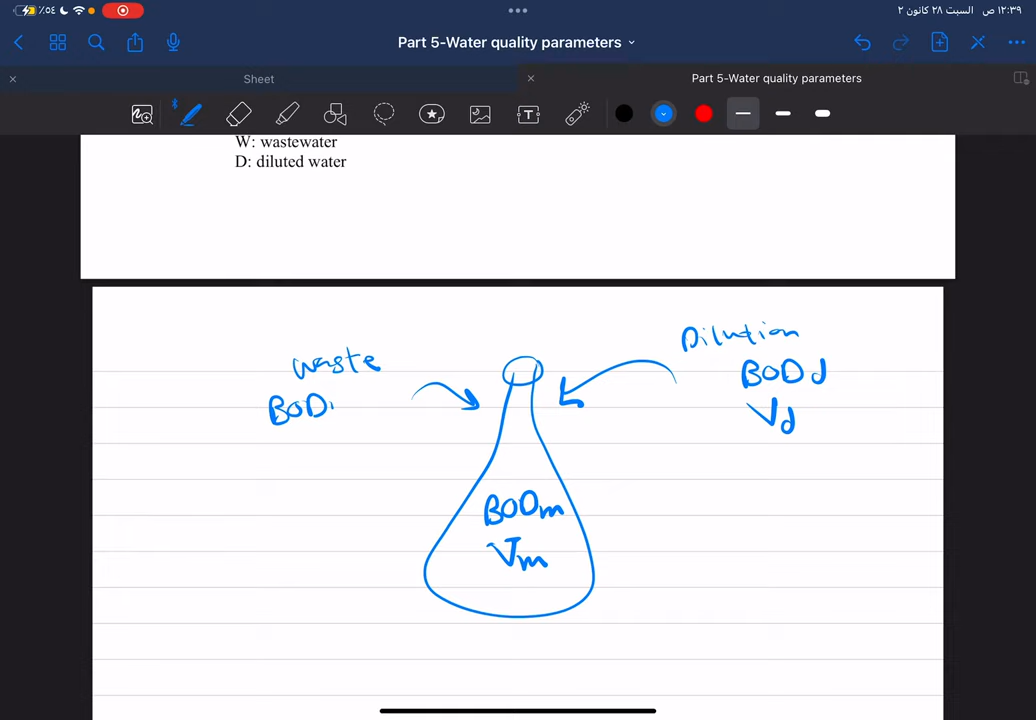 ٪٥٤
١٢:٣٩ ص السبت ٢٨ كانون ٢
Part 5-Water quality parameters
Sheet
Part 5-Water quality parameters
T
W: wastewater
D: diluted water
Dilution
waste
BOD d
BOD
Vd
BODm
Vm